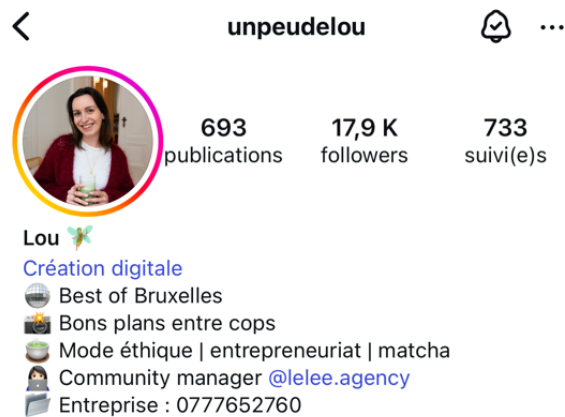 unpeudelou
693
17,9 K
733
publications
followers
suivi(e)s
Lou
Création digitale
Best of Bruxelles
Bons plans entre cops
Mode éthique | entrepreneuriat | matcha
Community manager @lelee.agency
Entreprise : 0777652760